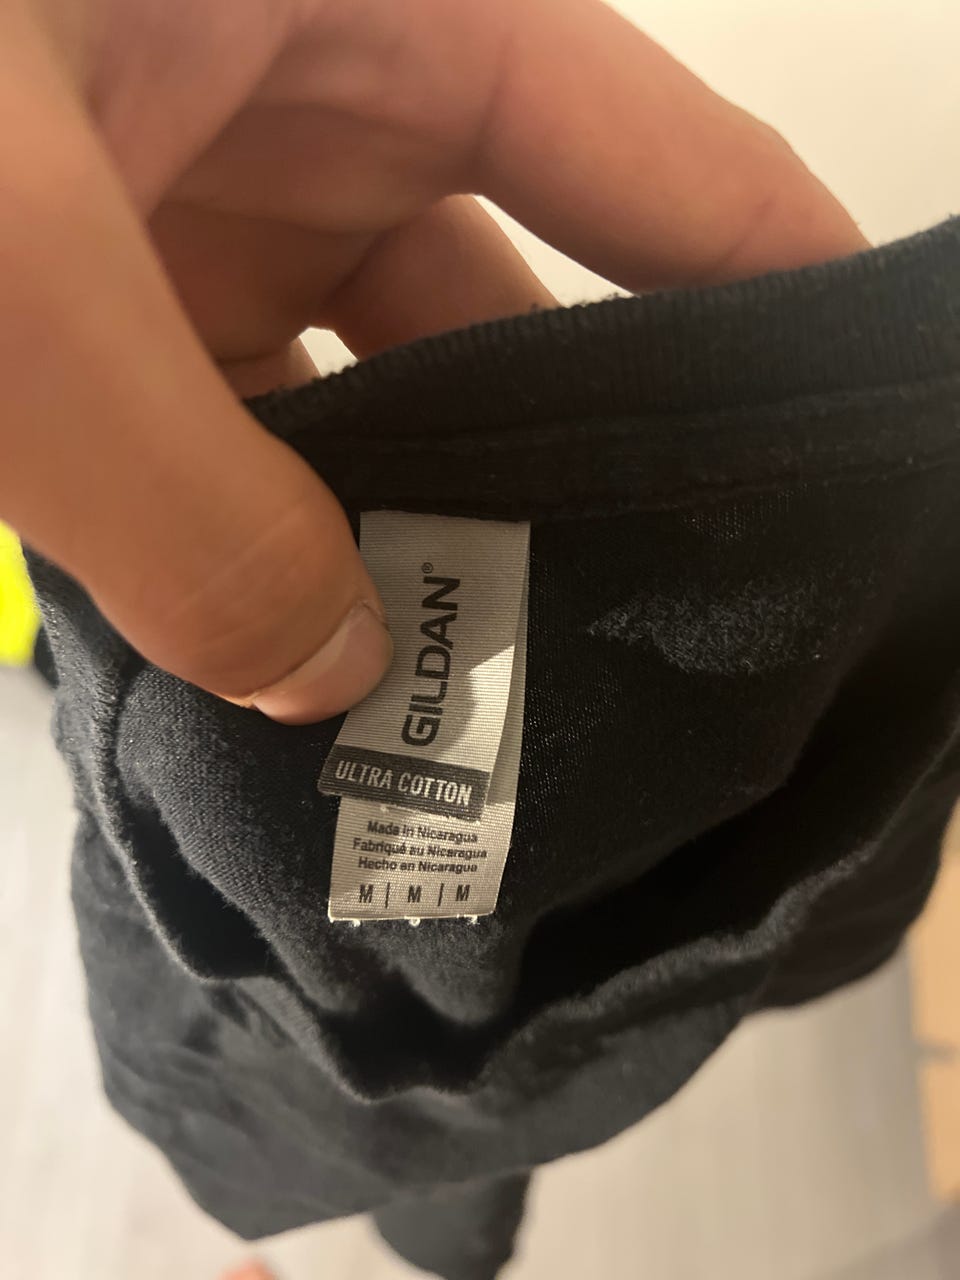 GILDAN®
ULTRA COTTON
Made in Nicaragua
Fabriqué au Nicaragua
Hecho en Nicaragua
M | M | M